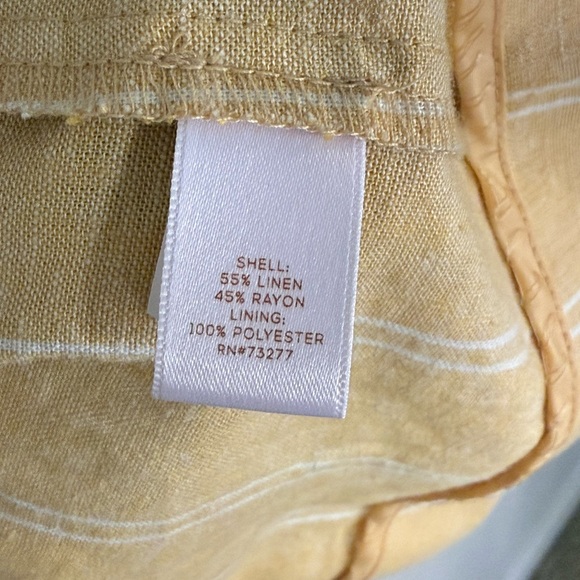 SHELL:
55% LINEN
45% RAYON
LINING:
100% POLYESTER
RN#73277